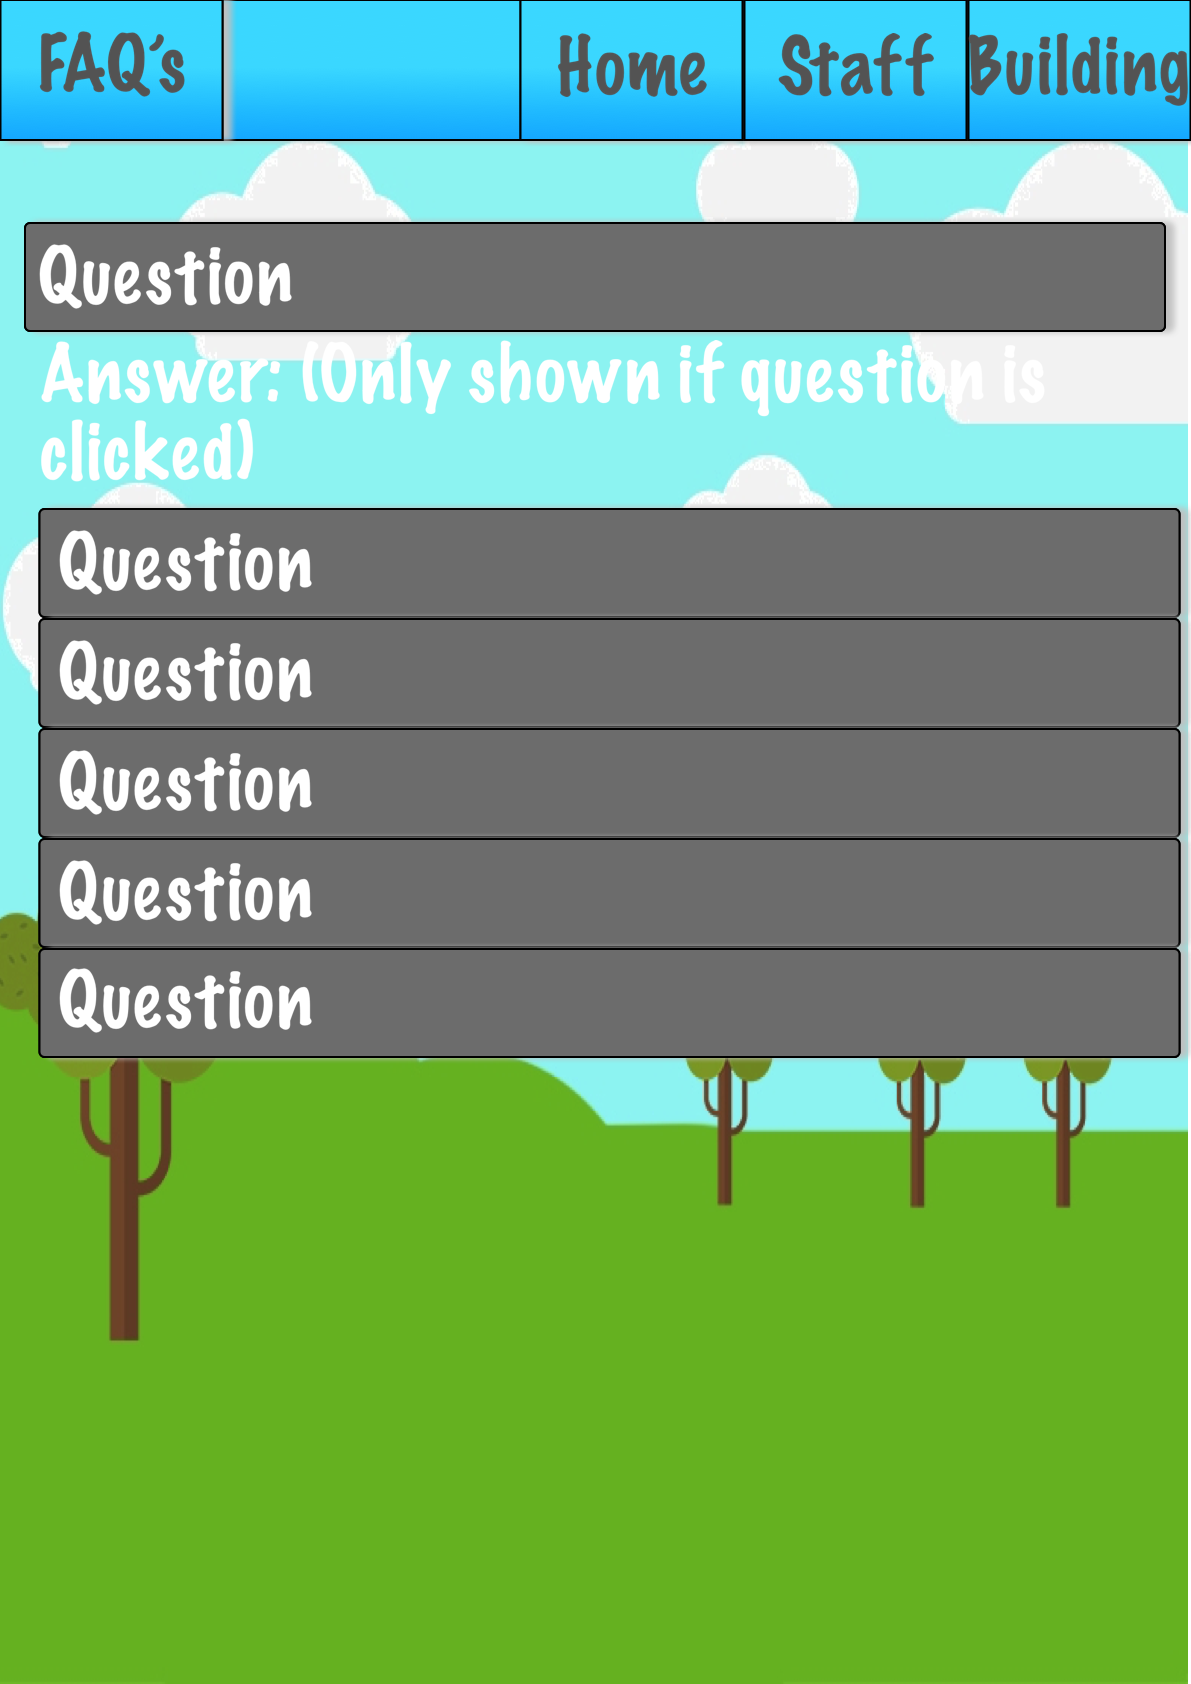 FAQ’s Home Staff Building
Question
Answer: (Only shown if question is
clicked)
Question
Question
Question
Question
Question